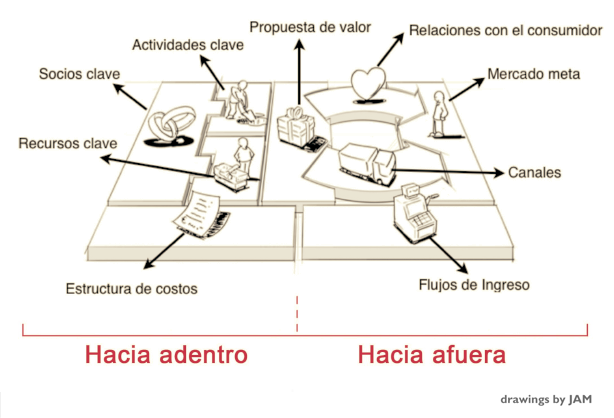 Propuesta de valor
Relaciones con el consumidor
Actividades clave
Socios clave
Mercado meta
Recursos clave
Canales
Estructura de costos
Flujos de Ingreso
Hacia adentro
Hacia afuera
drawings by JAM